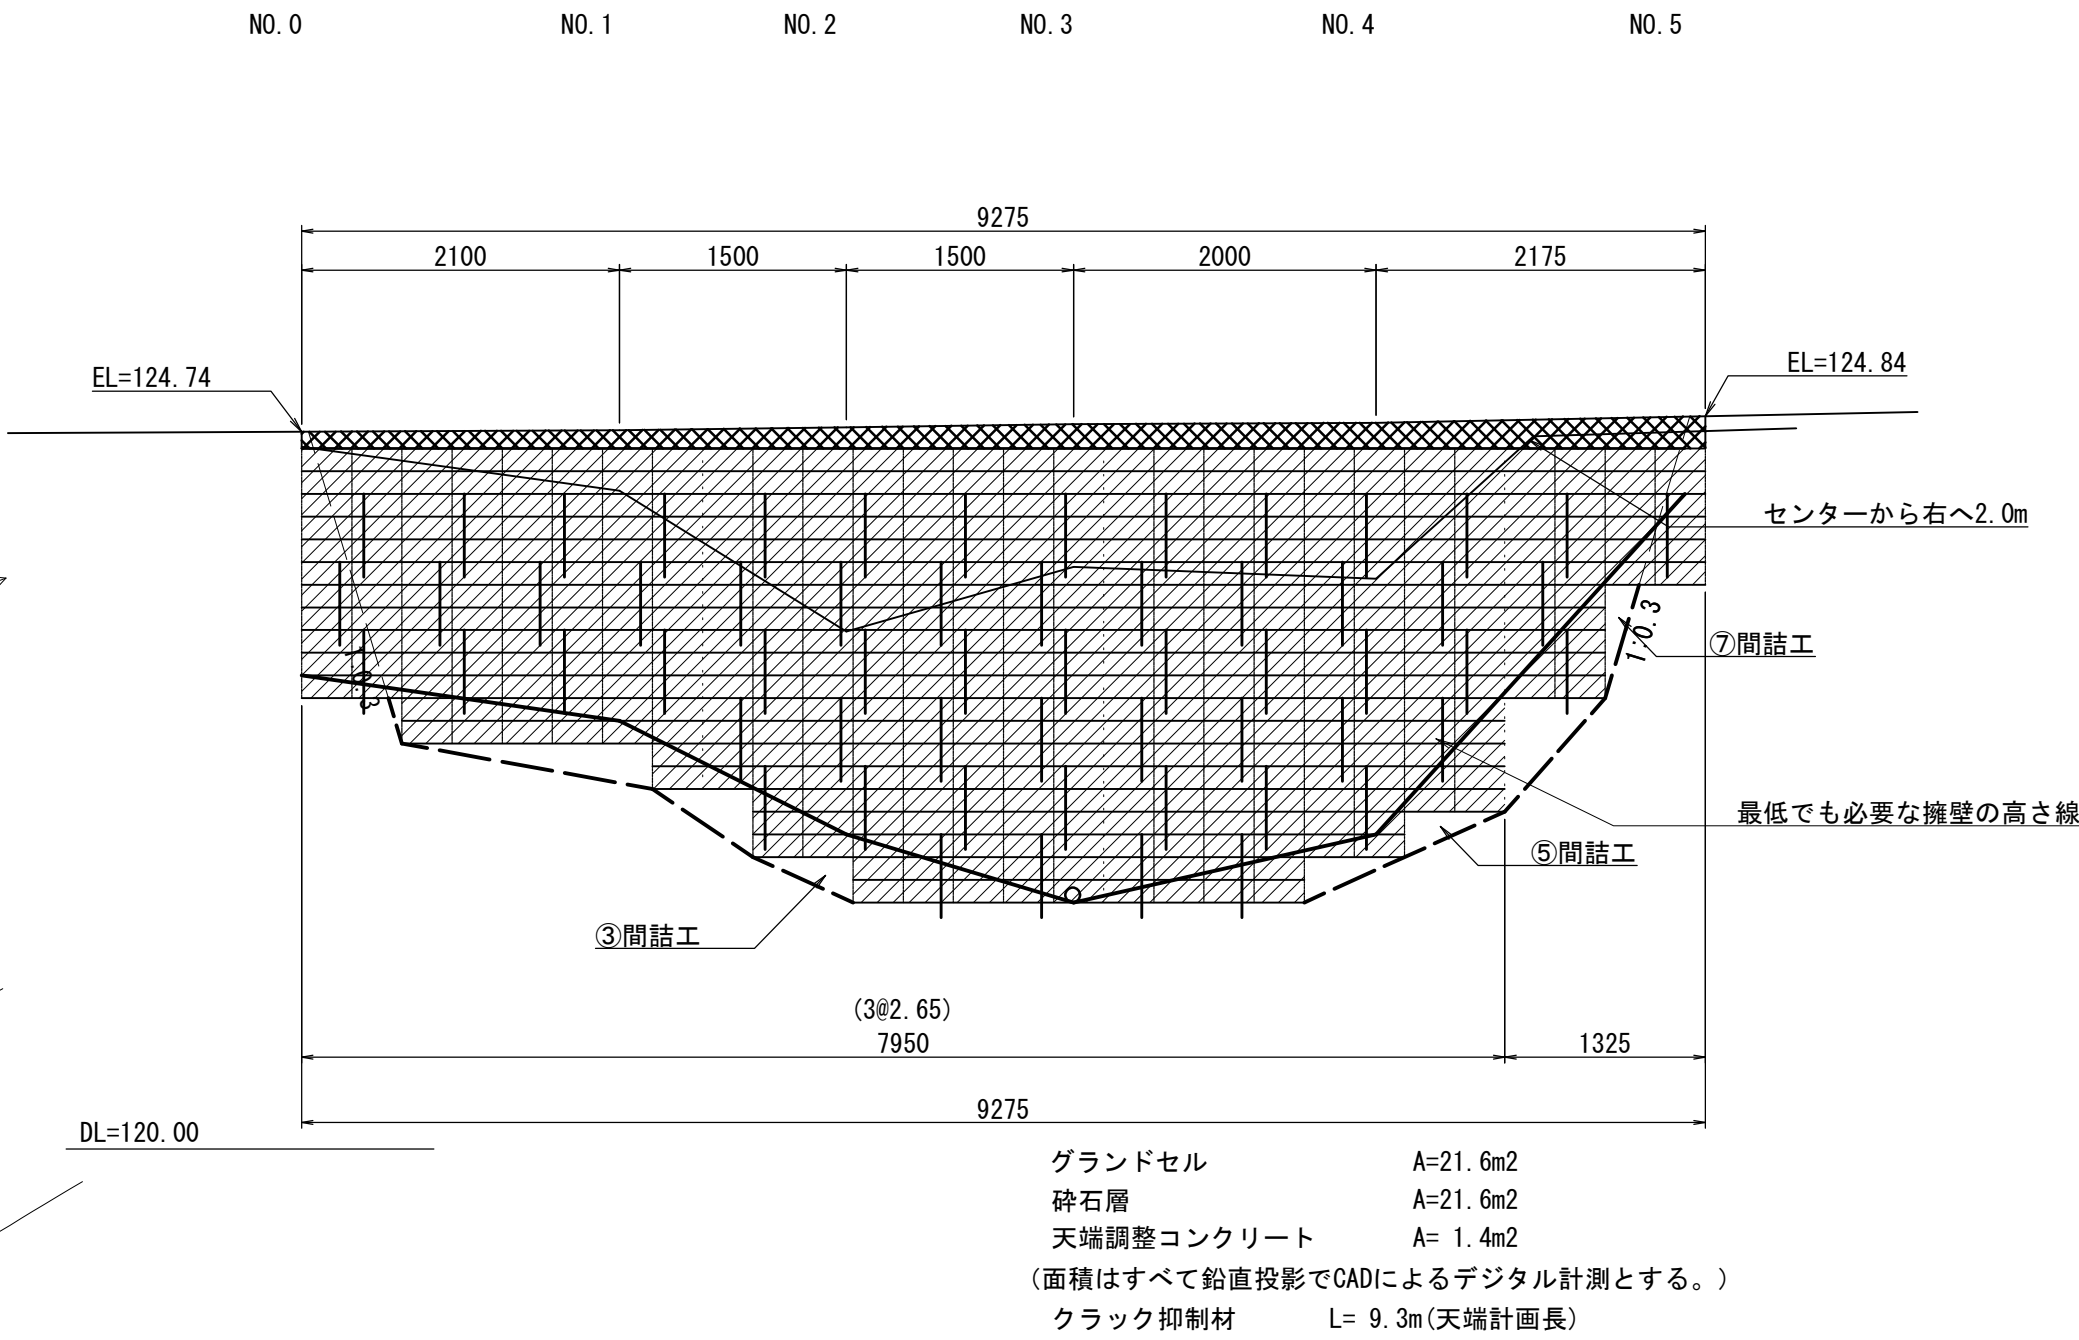 NO.0 NO.1 NO.2 NO.3 NO.4 NO.5
9275
2100 1500 1500 2000 2175
EL=124.74
EL=124.84
センターから右へ2.0m
1:0.3
1:0.3
⑦間詰工
最低でも必要な擁壁の高さ線
⑤間詰工
③間詰工
(3@2.65)
7950 1325
9275
DL=120.00
グランドセル A=21.6m2
砕石層 A=21.6m2
天端調整コンクリート A= 1.4m2
(面積はすべて鉛直投影でCADによるデジタル計測とする。)
クラック抑制材 L= 9.3m(天端計画長)